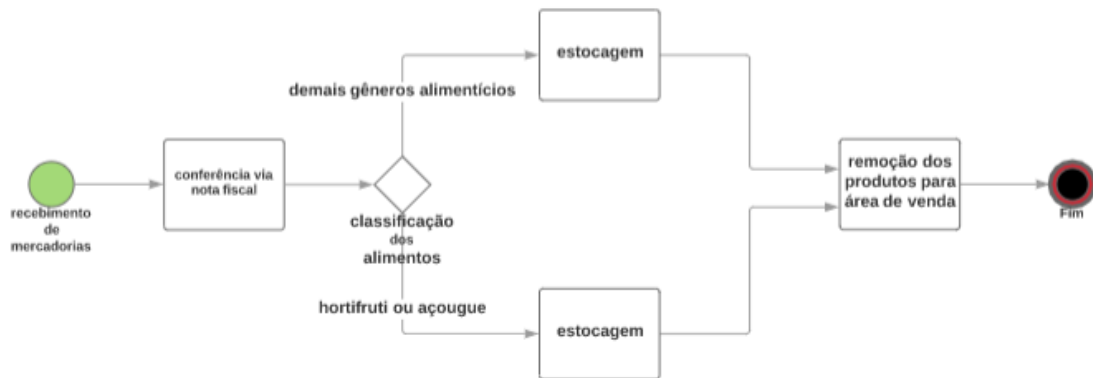 recebimento
de
mercadorias
conferência via
nota fiscal
classificação
dos
alimentos
demais gêneros alimentícios
estocagem
hortifruti ou açougue
estocagem
remoção dos
produtos para
área de venda
Fim